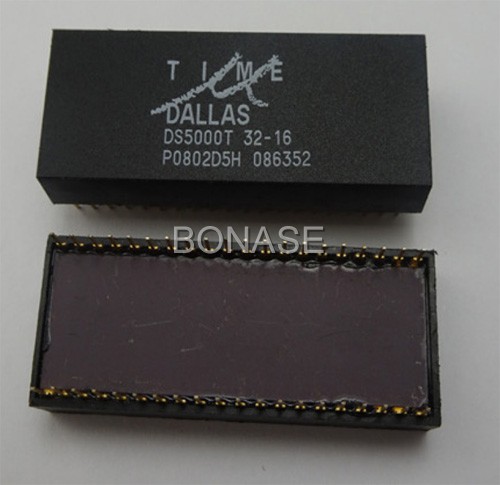 TIME
DALLAS
DS5000T 32-16
P0802D5H 086352
BONASE